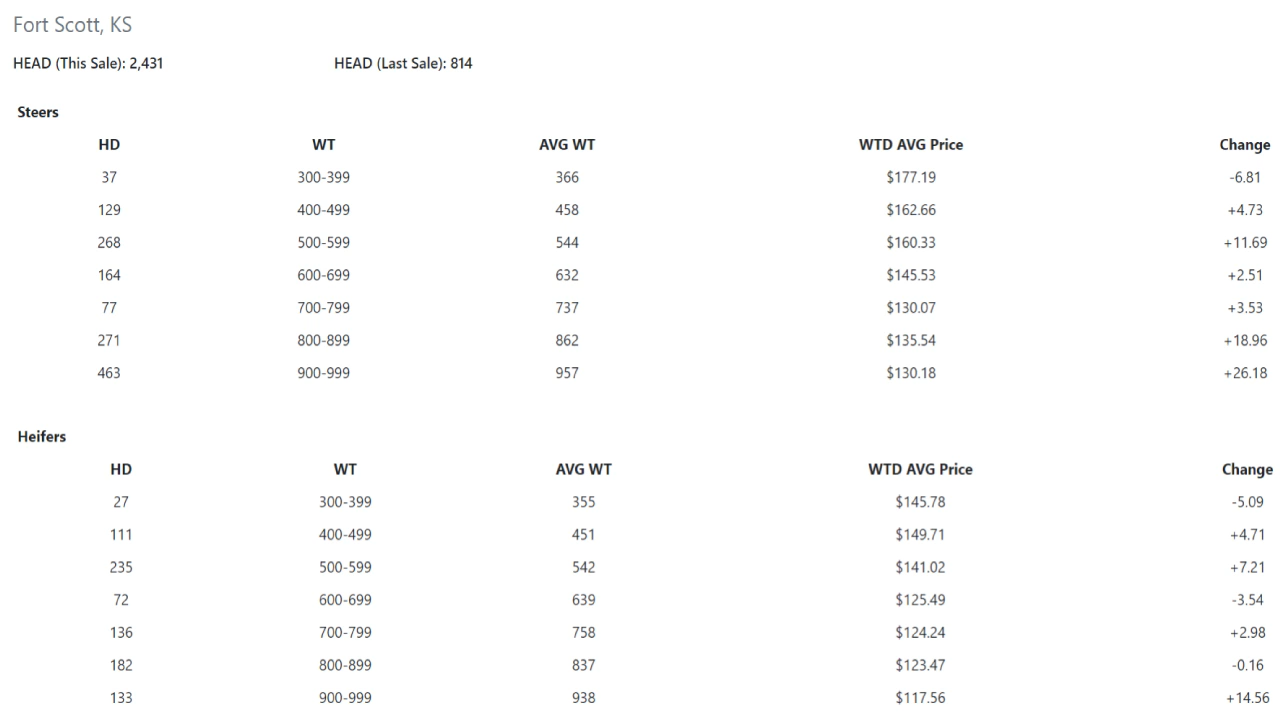 Fort Scott, KS
HEAD (This Sale): 2,431 HEAD (Last Sale): 814
Steers
HD WT AVG WT WTD AVG Price Change
37 300-399 366 $177.19 -6.81
129 400-499 458 $162.66 +4.73
268 500-599 544 $160.33 +11.69
164 600-699 632 $145.53 +2.51
77 700-799 737 $130.07 +3.53
271 800-899 862 $135.54 +18.96
463 900-999 957 $130.18 +26.18
Heifers
HD WT AVG WT WTD AVG Price Change
27 300-399 355 $145.78 -5.09
111 400-499 451 $149.71 +4.71
235 500-599 542 $141.02 +7.21
72 600-699 639 $125.49 -3.54
136 700-799 758 $124.24 +2.98
182 800-899 837 $123.47 -0.16
133 900-999 938 $117.56 +14.56